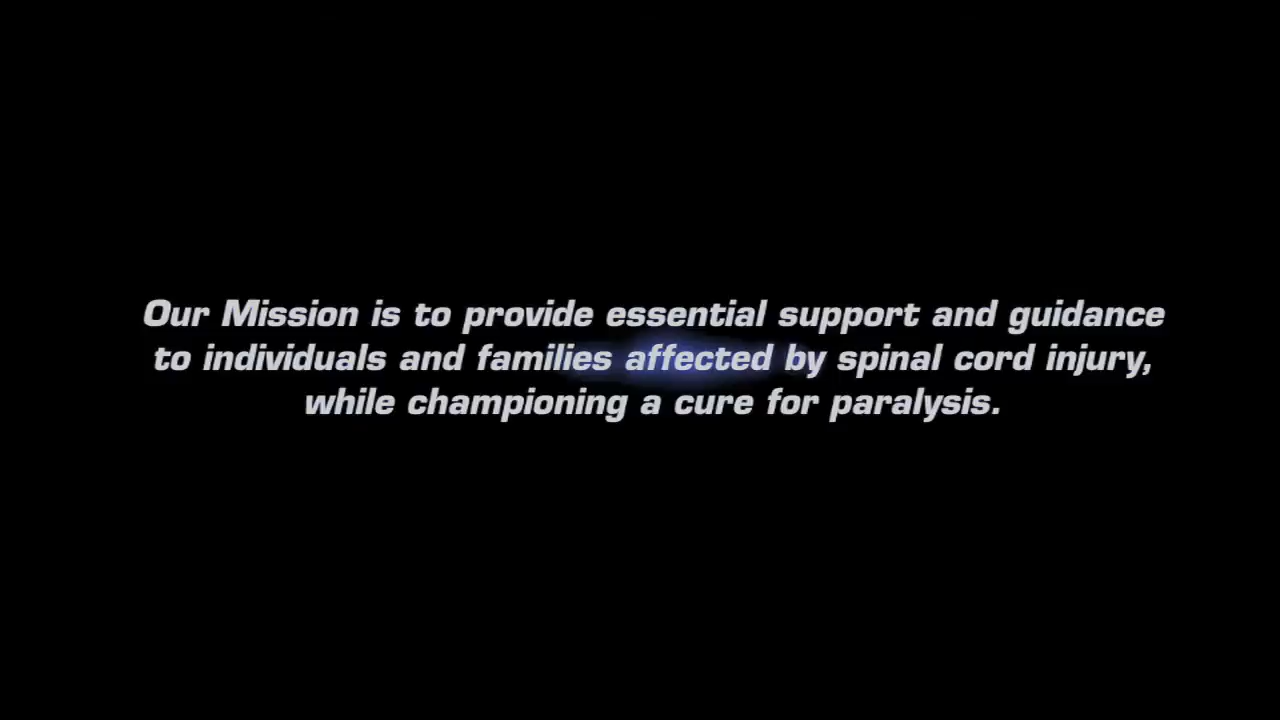 Our Mission is to provide essential support and guidance
to individuals and families affected by spinal cord injury,
while championing a cure for paralysis.